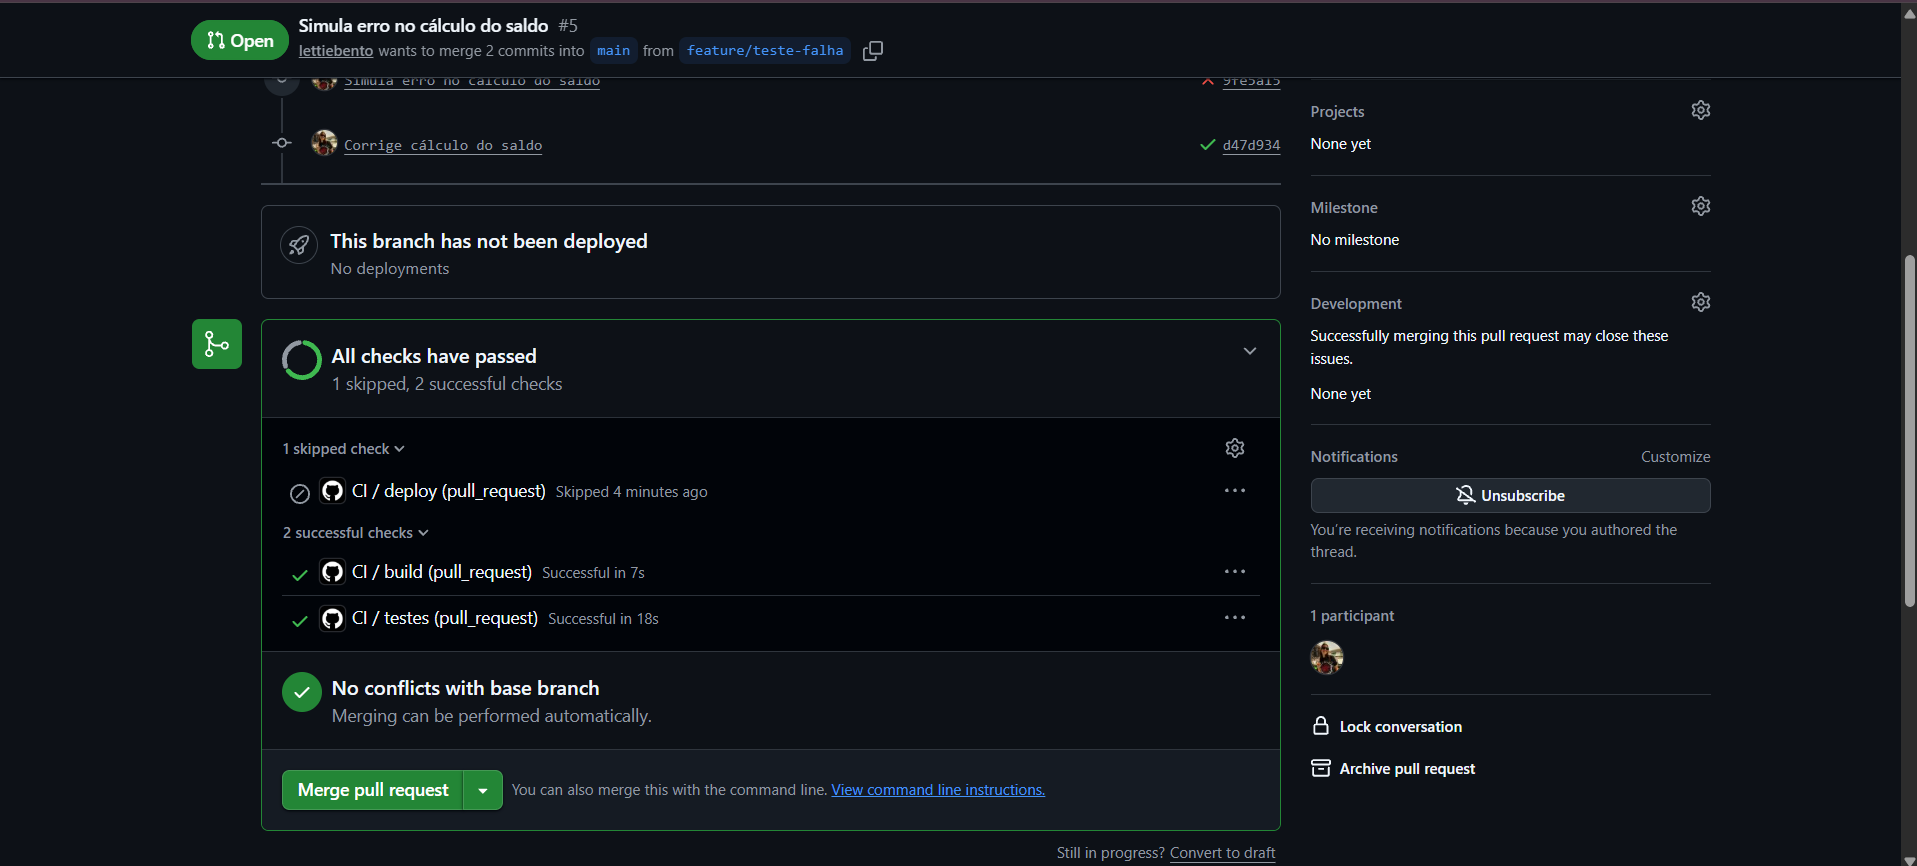 Open
Simula erro no cálculo do saldo #5
lettiebento wants to merge 2 commits into main from feature/teste-falha
Simula erro no cálculo do saldo 9fe5a15
Corrige cálculo do saldo d47d934
This branch has not been deployed
No deployments
All checks have passed
1 skipped, 2 successful checks
1 skipped check
CI / deploy (pull_request) Skipped 4 minutes ago
2 successful checks
CI / build (pull_request) Successful in 7s
CI / testes (pull_request) Successful in 18s
No conflicts with base branch
Merging can be performed automatically.
Merge pull request You can also merge this with the command line. View command line instructions.
Still in progress? Convert to draft
Projects
None yet
Milestone
No milestone
Development
Successfully merging this pull request may close these
issues.
None yet
Notifications Customize
Unsubscribe
You're receiving notifications because you authored the
thread.
1 participant
Lock conversation
Archive pull request